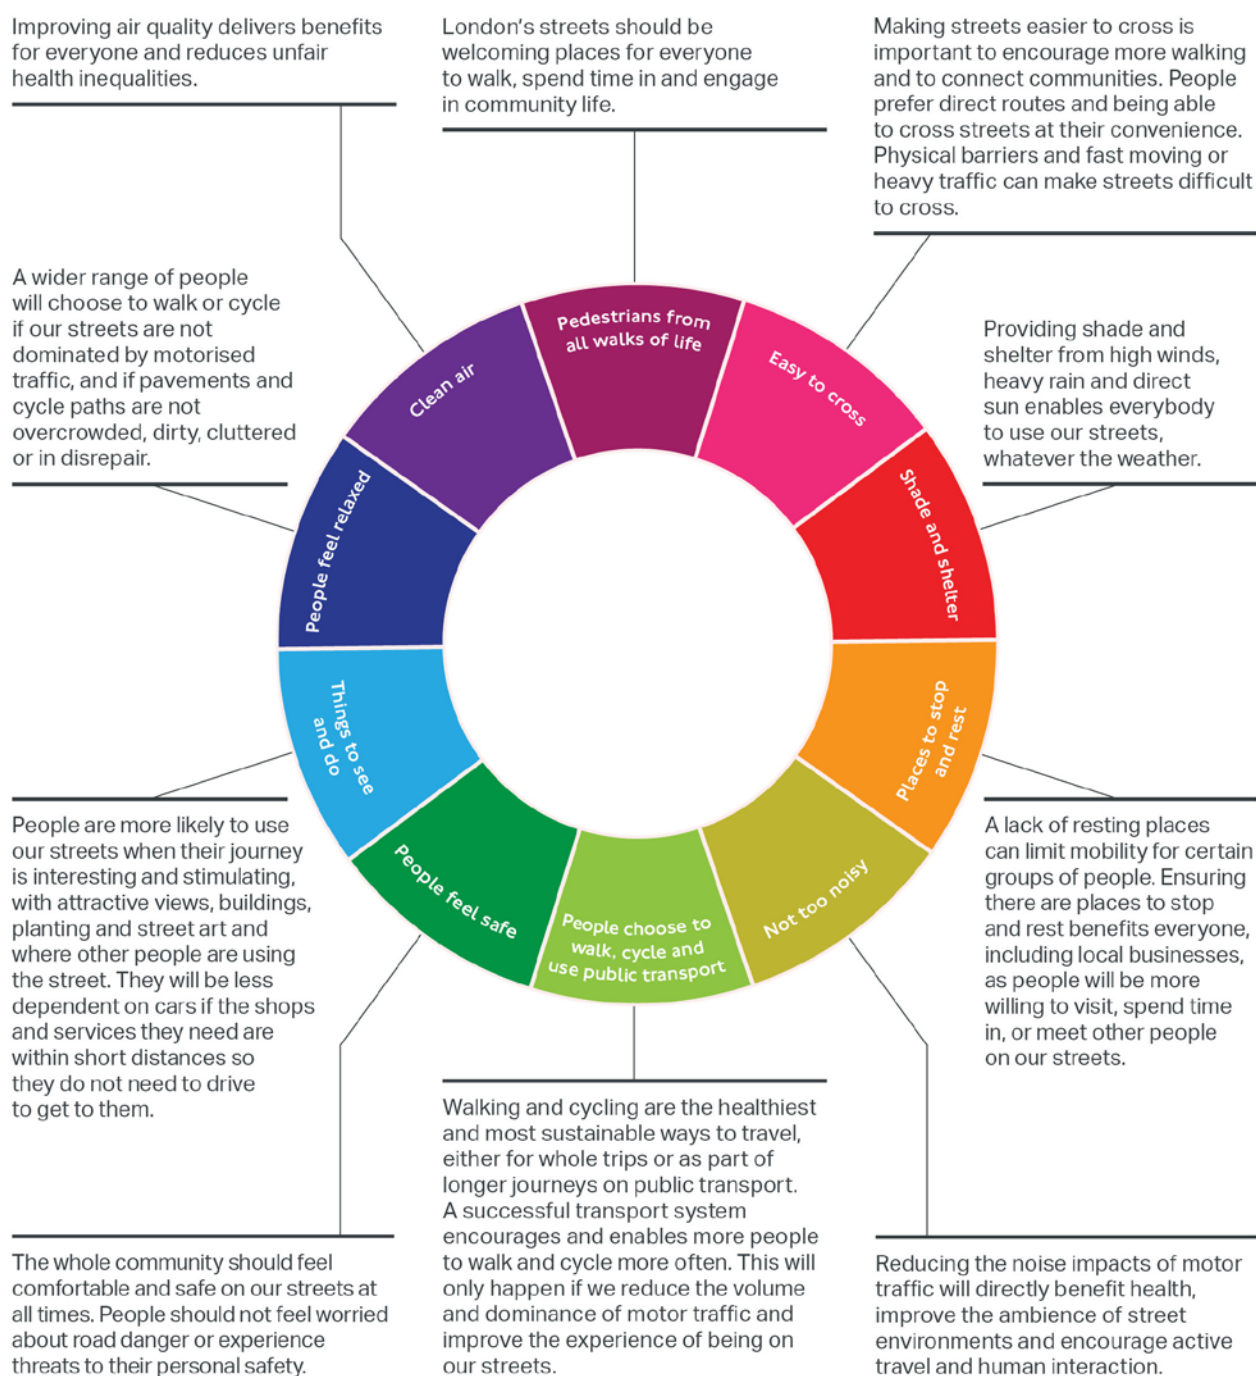 Improving air quality delivers benefits
for everyone and reduces unfair
health inequalities.
London's streets should be
welcoming places for everyone
to walk, spend time in and engage
in community life.
Making streets easier to cross is
important to encourage more walking
and to connect communities. People
prefer direct routes and being able
to cross streets at their convenience.
Physical barriers and fast moving or
heavy traffic can make streets difficult
to cross.
A wider range of people
will choose to walk or cycle
if our streets are not
dominated by motorised
traffic, and if pavements and
cycle paths are not
overcrowded, dirty, cluttered
or in disrepair.
Providing shade and
shelter from high winds,
heavy rain and direct
sun enables everybody
to use our streets,
whatever the weather.
Pedestrians from
all walks of life
Easy to cross
Shade and shelter
Places to stop
and rest
Not too noisy
People choose to
walk, cycle and
use public transport
People feel safe
Things to see
and do
People feel relaxed
Clean air
People are more likely to use
our streets when their journey
is interesting and stimulating,
with attractive views, buildings,
planting and street art and
where other people are using
the street. They will be less
dependent on cars if the shops
and services they need are
within short distances so
they do not need to drive
to get to them.
A lack of resting places
can limit mobility for certain
groups of people. Ensuring
there are places to stop
and rest benefits everyone,
including local businesses,
as people will be more
willing to visit, spend time
in, or meet other people
on our streets.
The whole community should feel
comfortable and safe on our streets at
all times. People should not feel worried
about road danger or experience
threats to their personal safety.
Walking and cycling are the healthiest
and most sustainable ways to travel,
either for whole trips or as part of
longer journeys on public transport.
A successful transport system
encourages and enables more people
to walk and cycle more often. This will
only happen if we reduce the volume
and dominance of motor traffic and
improve the experience of being on
our streets.
Reducing the noise impacts of motor
traffic will directly benefit health,
improve the ambience of street
environments and encourage active
travel and human interaction.